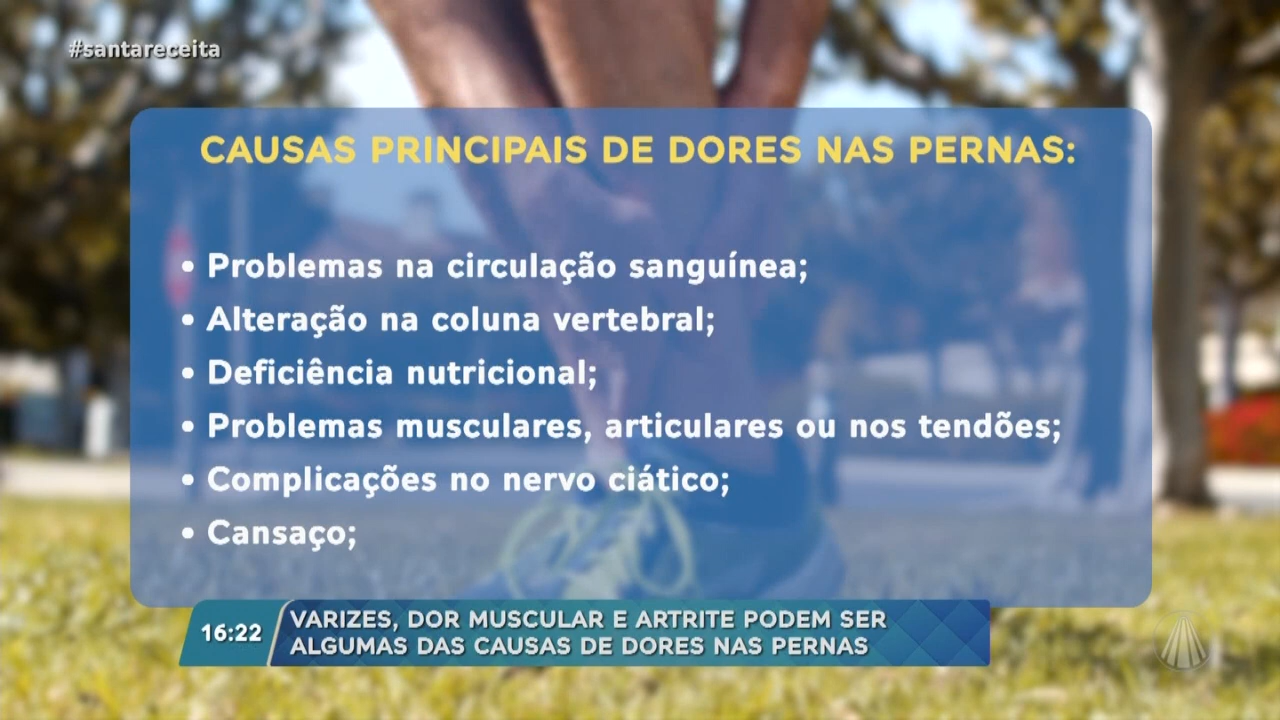 #santareceita
CAUSAS PRINCIPAIS DE DORES NAS PERNAS:
• Problemas na circulação sanguínea;
• Alteração na coluna vertebral;
• Deficiência nutricional;
• Problemas musculares, articulares ou nos tendões;
• Complicações no nervo ciático;
• Cansaço;
16:22
VARIZES, DOR MUSCULAR E ARTRITE PODEM SER
ALGUMAS DAS CAUSAS DE DORES NAS PERNAS